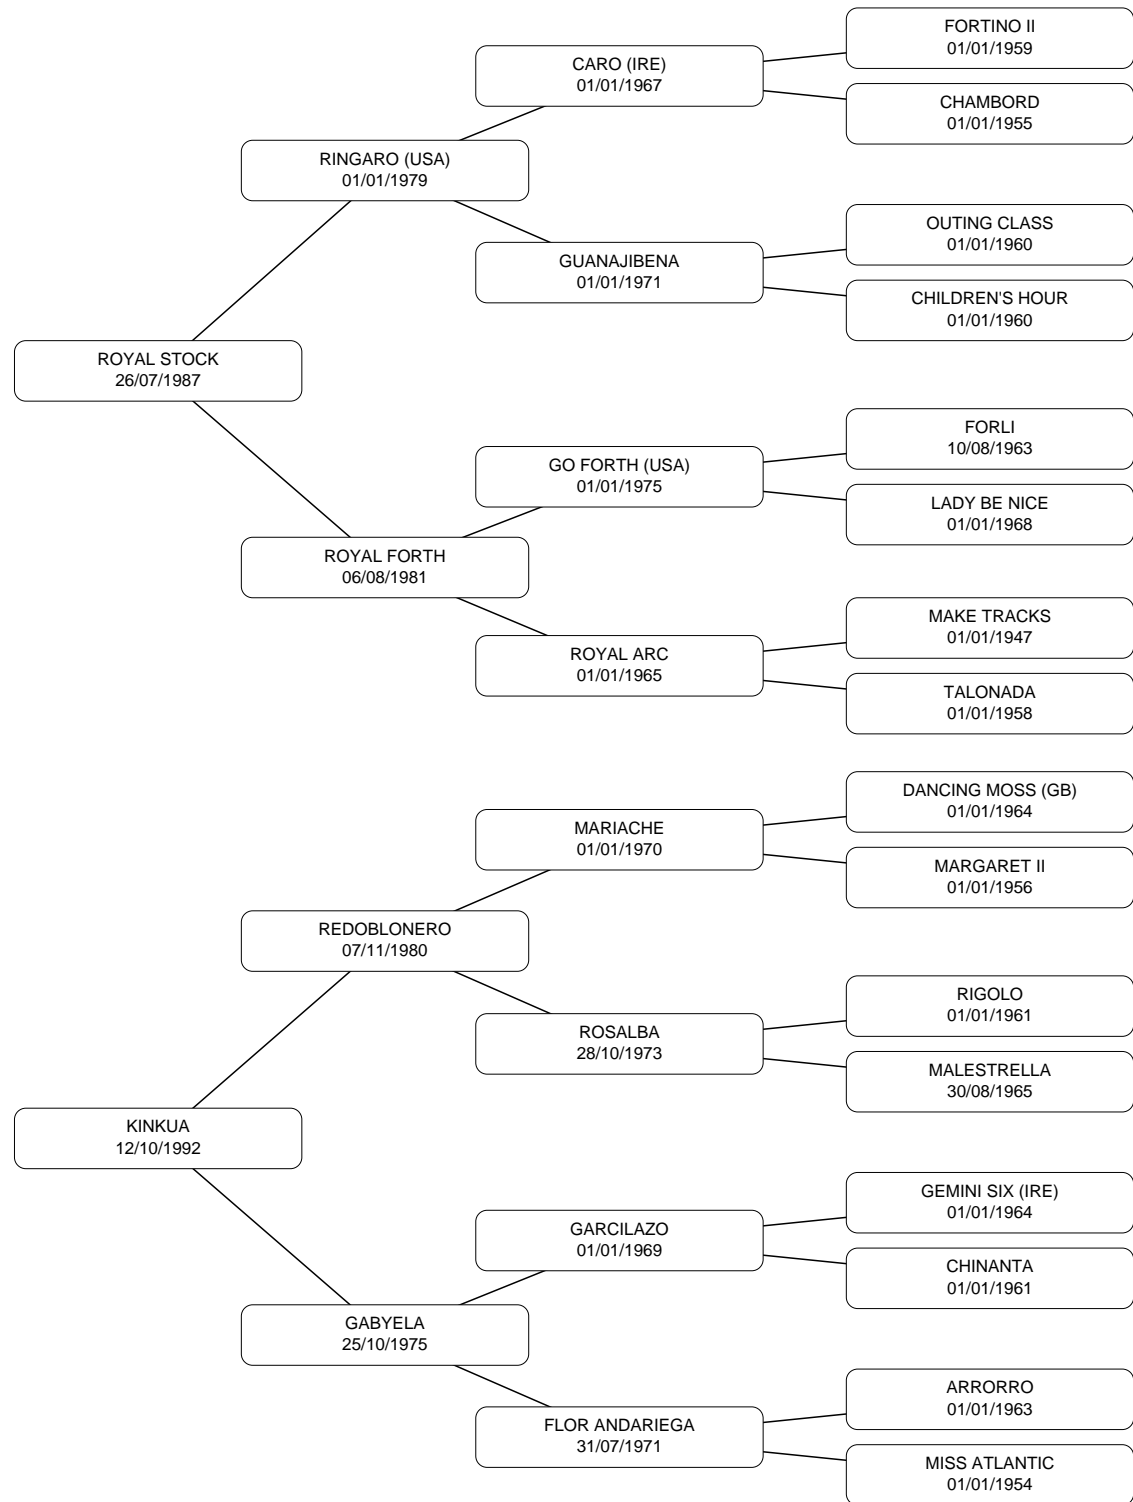 FORTINO II
01/01/1959
CARO (IRE)
01/01/1967
CHAMBORD
01/01/1955
RINGARO (USA)
01/01/1979
OUTING CLASS
01/01/1960
GUANAJIBENA
01/01/1971
CHILDREN'S HOUR
01/01/1960
ROYAL STOCK
26/07/1987
FORLI
10/08/1963
GO FORTH (USA)
01/01/1975
LADY BE NICE
01/01/1968
ROYAL FORTH
06/08/1981
MAKE TRACKS
01/01/1947
ROYAL ARC
01/01/1965
TALONADA
01/01/1958
DANCING MOSS (GB)
01/01/1964
MARIACHE
01/01/1970
MARGARET II
01/01/1956
REDOBLONERO
07/11/1980
RIGOLO
01/01/1961
ROSALBA
28/10/1973
MALESTRELLA
30/08/1965
KINKUA
12/10/1992
GEMINI SIX (IRE)
01/01/1964
GARCILAZO
01/01/1969
CHINANTA
01/01/1961
GABYELA
25/10/1975
ARRORRO
01/01/1963
FLOR ANDARIEGA
31/07/1971
MISS ATLANTIC
01/01/1954